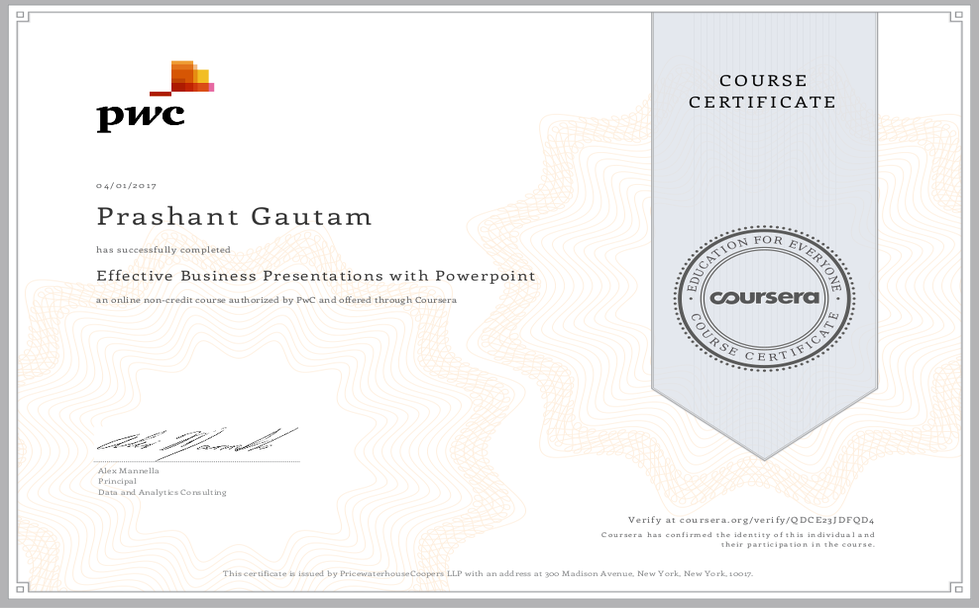 pwc
COURSE
CERTIFICATE
04/01/2017
Prashant Gautam
has successfully completed
Effective Business Presentations with Powerpoint
an online non-credit course authorized by PwC and offered through Coursera
EDUCATION FOR EVERYONE
coursera
COURSE CERTIFICATE
Alex Mannella
Principal
Data and Analytics Consulting
Verify at coursera.org/verify/QDCE23JDFQD4
Coursera has confirmed the identity of this individual and
their participation in the course.
This certificate is issued by PricewaterhouseCoopers LLP with an address at 300 Madison Avenue, New York, New York, 10017.